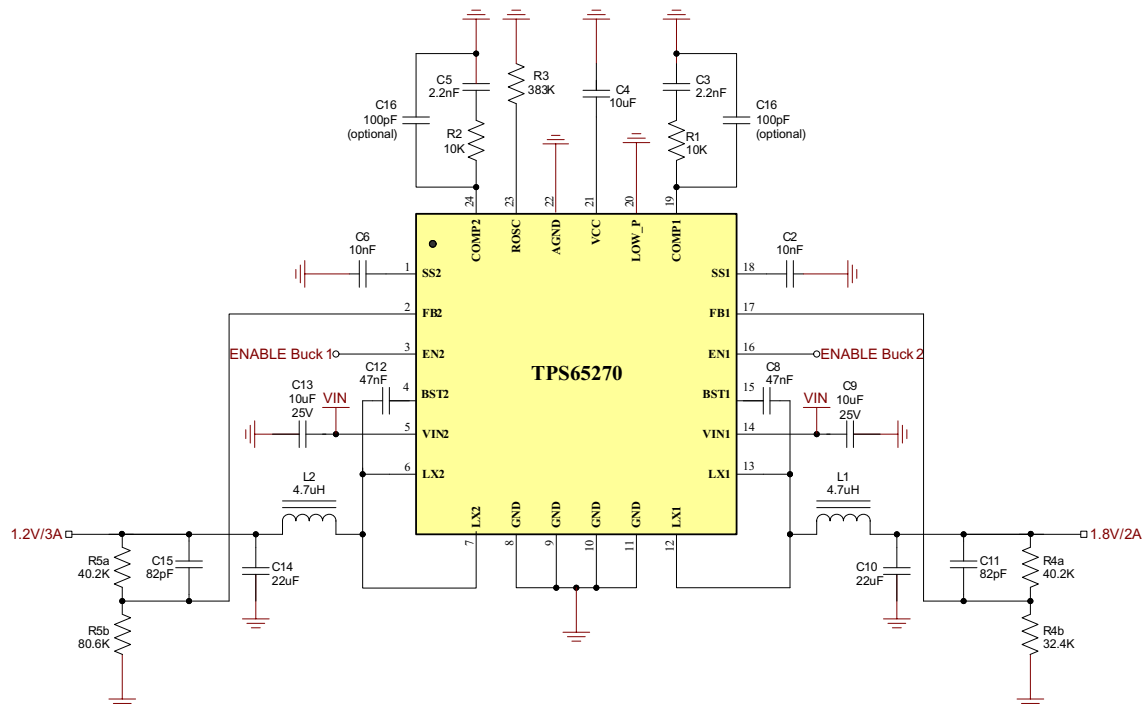 C16
100pF
(optional)
C5
2.2nF
R2
10K
R3
383K
C4
10uF
C3
2.2nF
R1
10K
C16
100pF
(optional)
24
23
22
21
20
19
COMP2
ROSC
AGND
VCC
LOW_P
COMP1
C6
10nF
1
SS2
SS1
18
C2
10nF
2
FB2
FB1
17
ENABLE Buck 1
3
EN2
EN1
16
ENABLE Buck 2
TPS65270
C12
47nF
4
BST2
BST1
15
C8
47nF
C13
10uF
25V
VIN
5
VIN2
VIN1
14
VIN
C9
10uF
25V
6
LX2
LX1
13
L2
4.7uH
L1
4.7uH
LX2
GND
GND
GND
GND
LX1
7
8
9
10
11
12
1.2V/3A
1.8V/2A
R5a
40.2K
C15
82pF
C14
22uF
R5b
80.6K
C10
22uF
C11
82pF
R4a
40.2K
R4b
32.4K